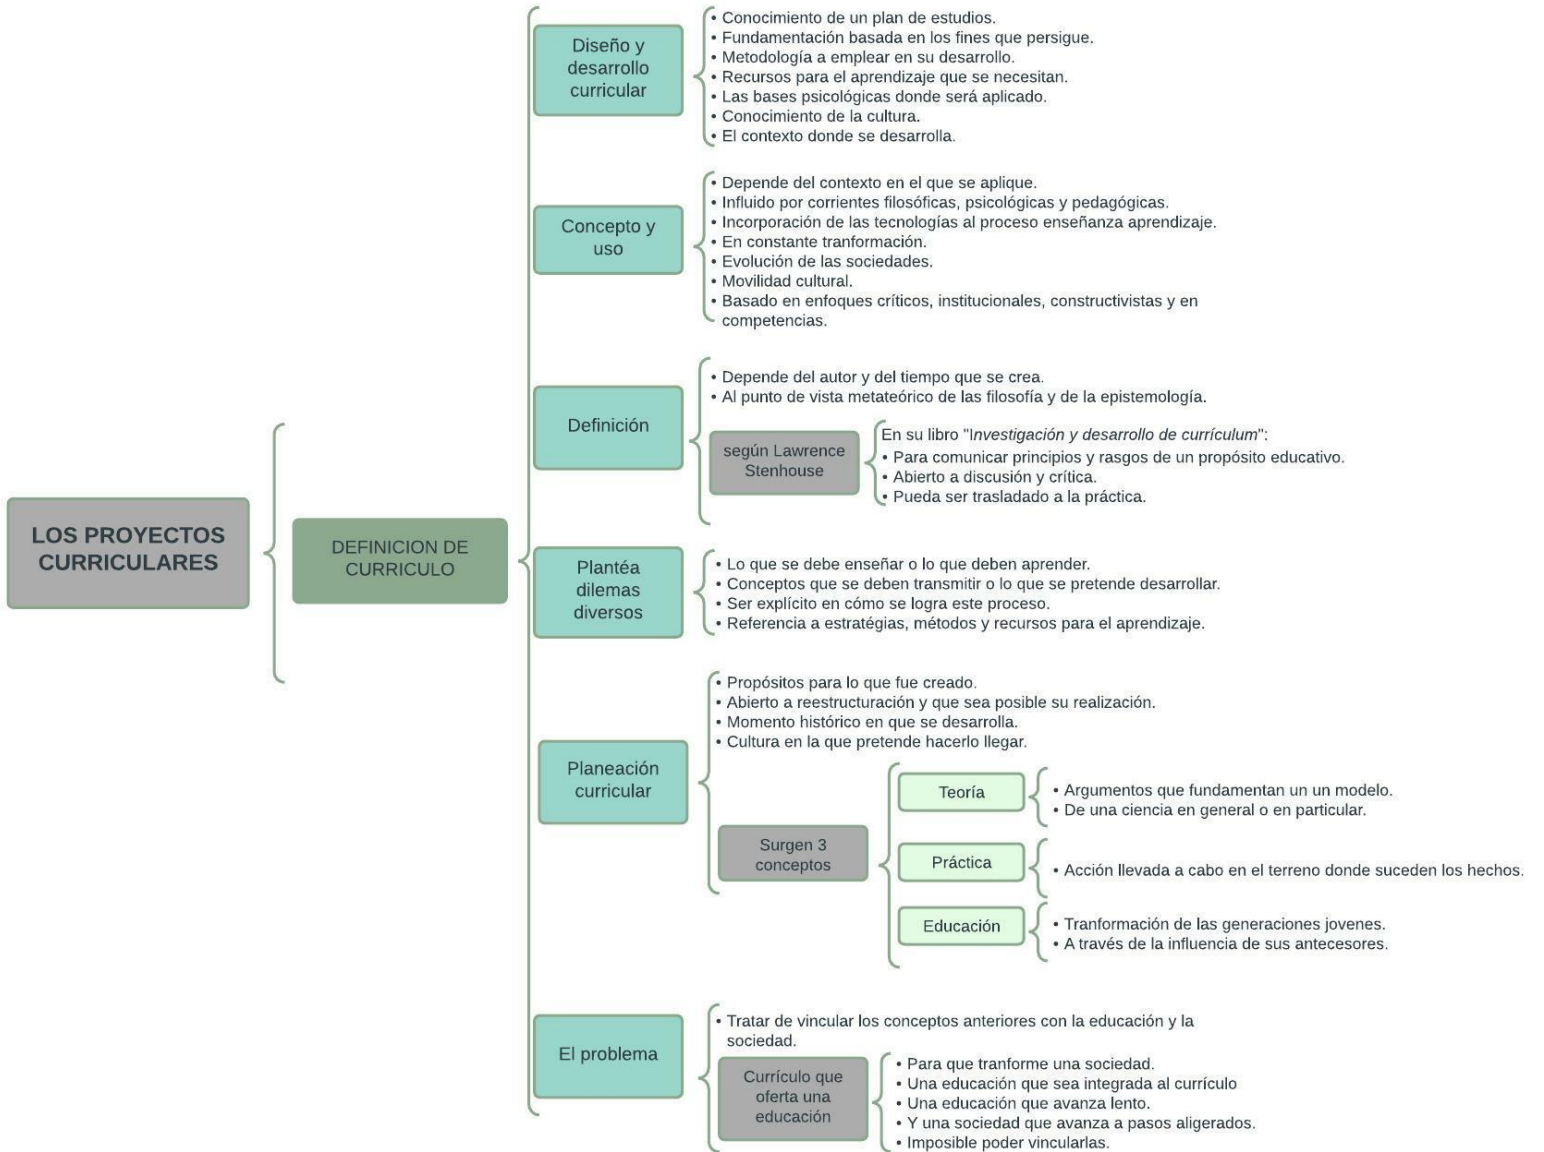 LOS PROYECTOS
CURRICULARES
DEFINICION DE
CURRICULO
Diseño y
desarrollo
curricular
• Conocimiento de un plan de estudios.
• Fundamentación basada en los fines que persigue.
• Metodología a emplear en su desarrollo.
• Recursos para el aprendizaje que se necesitan.
• Las bases psicológicas donde será aplicado.
• Conocimiento de la cultura.
• El contexto donde se desarrolla.
Concepto y
uso
• Depende del contexto en el que se aplique.
• Influido por corrientes filosóficas, psicológicas y pedagógicas.
• Incorporación de las tecnologías al proceso enseñanza aprendizaje.
• En constante tranformación.
• Evolución de las sociedades.
• Movilidad cultural.
• Basado en enfoques críticos, institucionales, constructivistas y en
competencias.
Definición
• Depende del autor y del tiempo que se crea.
• Al punto de vista metateórico de las filosofía y de la epistemología.
según Lawrence
Stenhouse
En su libro "Investigación y desarrollo de currículum":
• Para comunicar principios y rasgos de un propósito educativo.
• Abierto a discusión y crítica.
• Pueda ser trasladado a la práctica.
Plantéa
dilemas
diversos
• Lo que se debe enseñar o lo que deben aprender.
• Conceptos que se deben transmitir o lo que se pretende desarrollar.
• Ser explícito en cómo se logra este proceso.
• Referencia a estratégias, métodos y recursos para el aprendizaje.
Planeación
curricular
• Propósitos para lo que fue creado.
• Abierto a reestructuración y que sea posible su realización.
• Momento histórico en que se desarrolla.
• Cultura en la que pretende hacerlo llegar.
Surgen 3
conceptos
Teoría
• Argumentos que fundamentan un un modelo.
• De una ciencia en general o en particular.
Práctica
• Acción llevada a cabo en el terreno donde suceden los hechos.
Educación
• Tranformación de las generaciones jovenes.
• A través de la influencia de sus antecesores.
El problema
• Tratar de vincular los conceptos anteriores con la educación y la
sociedad.
Currículo que
oferta una
educación
• Para que tranforme una sociedad.
• Una educación que sea integrada al currículo
• Una educación que avanza lento.
• Y una sociedad que avanza a pasos aligerados.
• Imposible poder vincularlas.